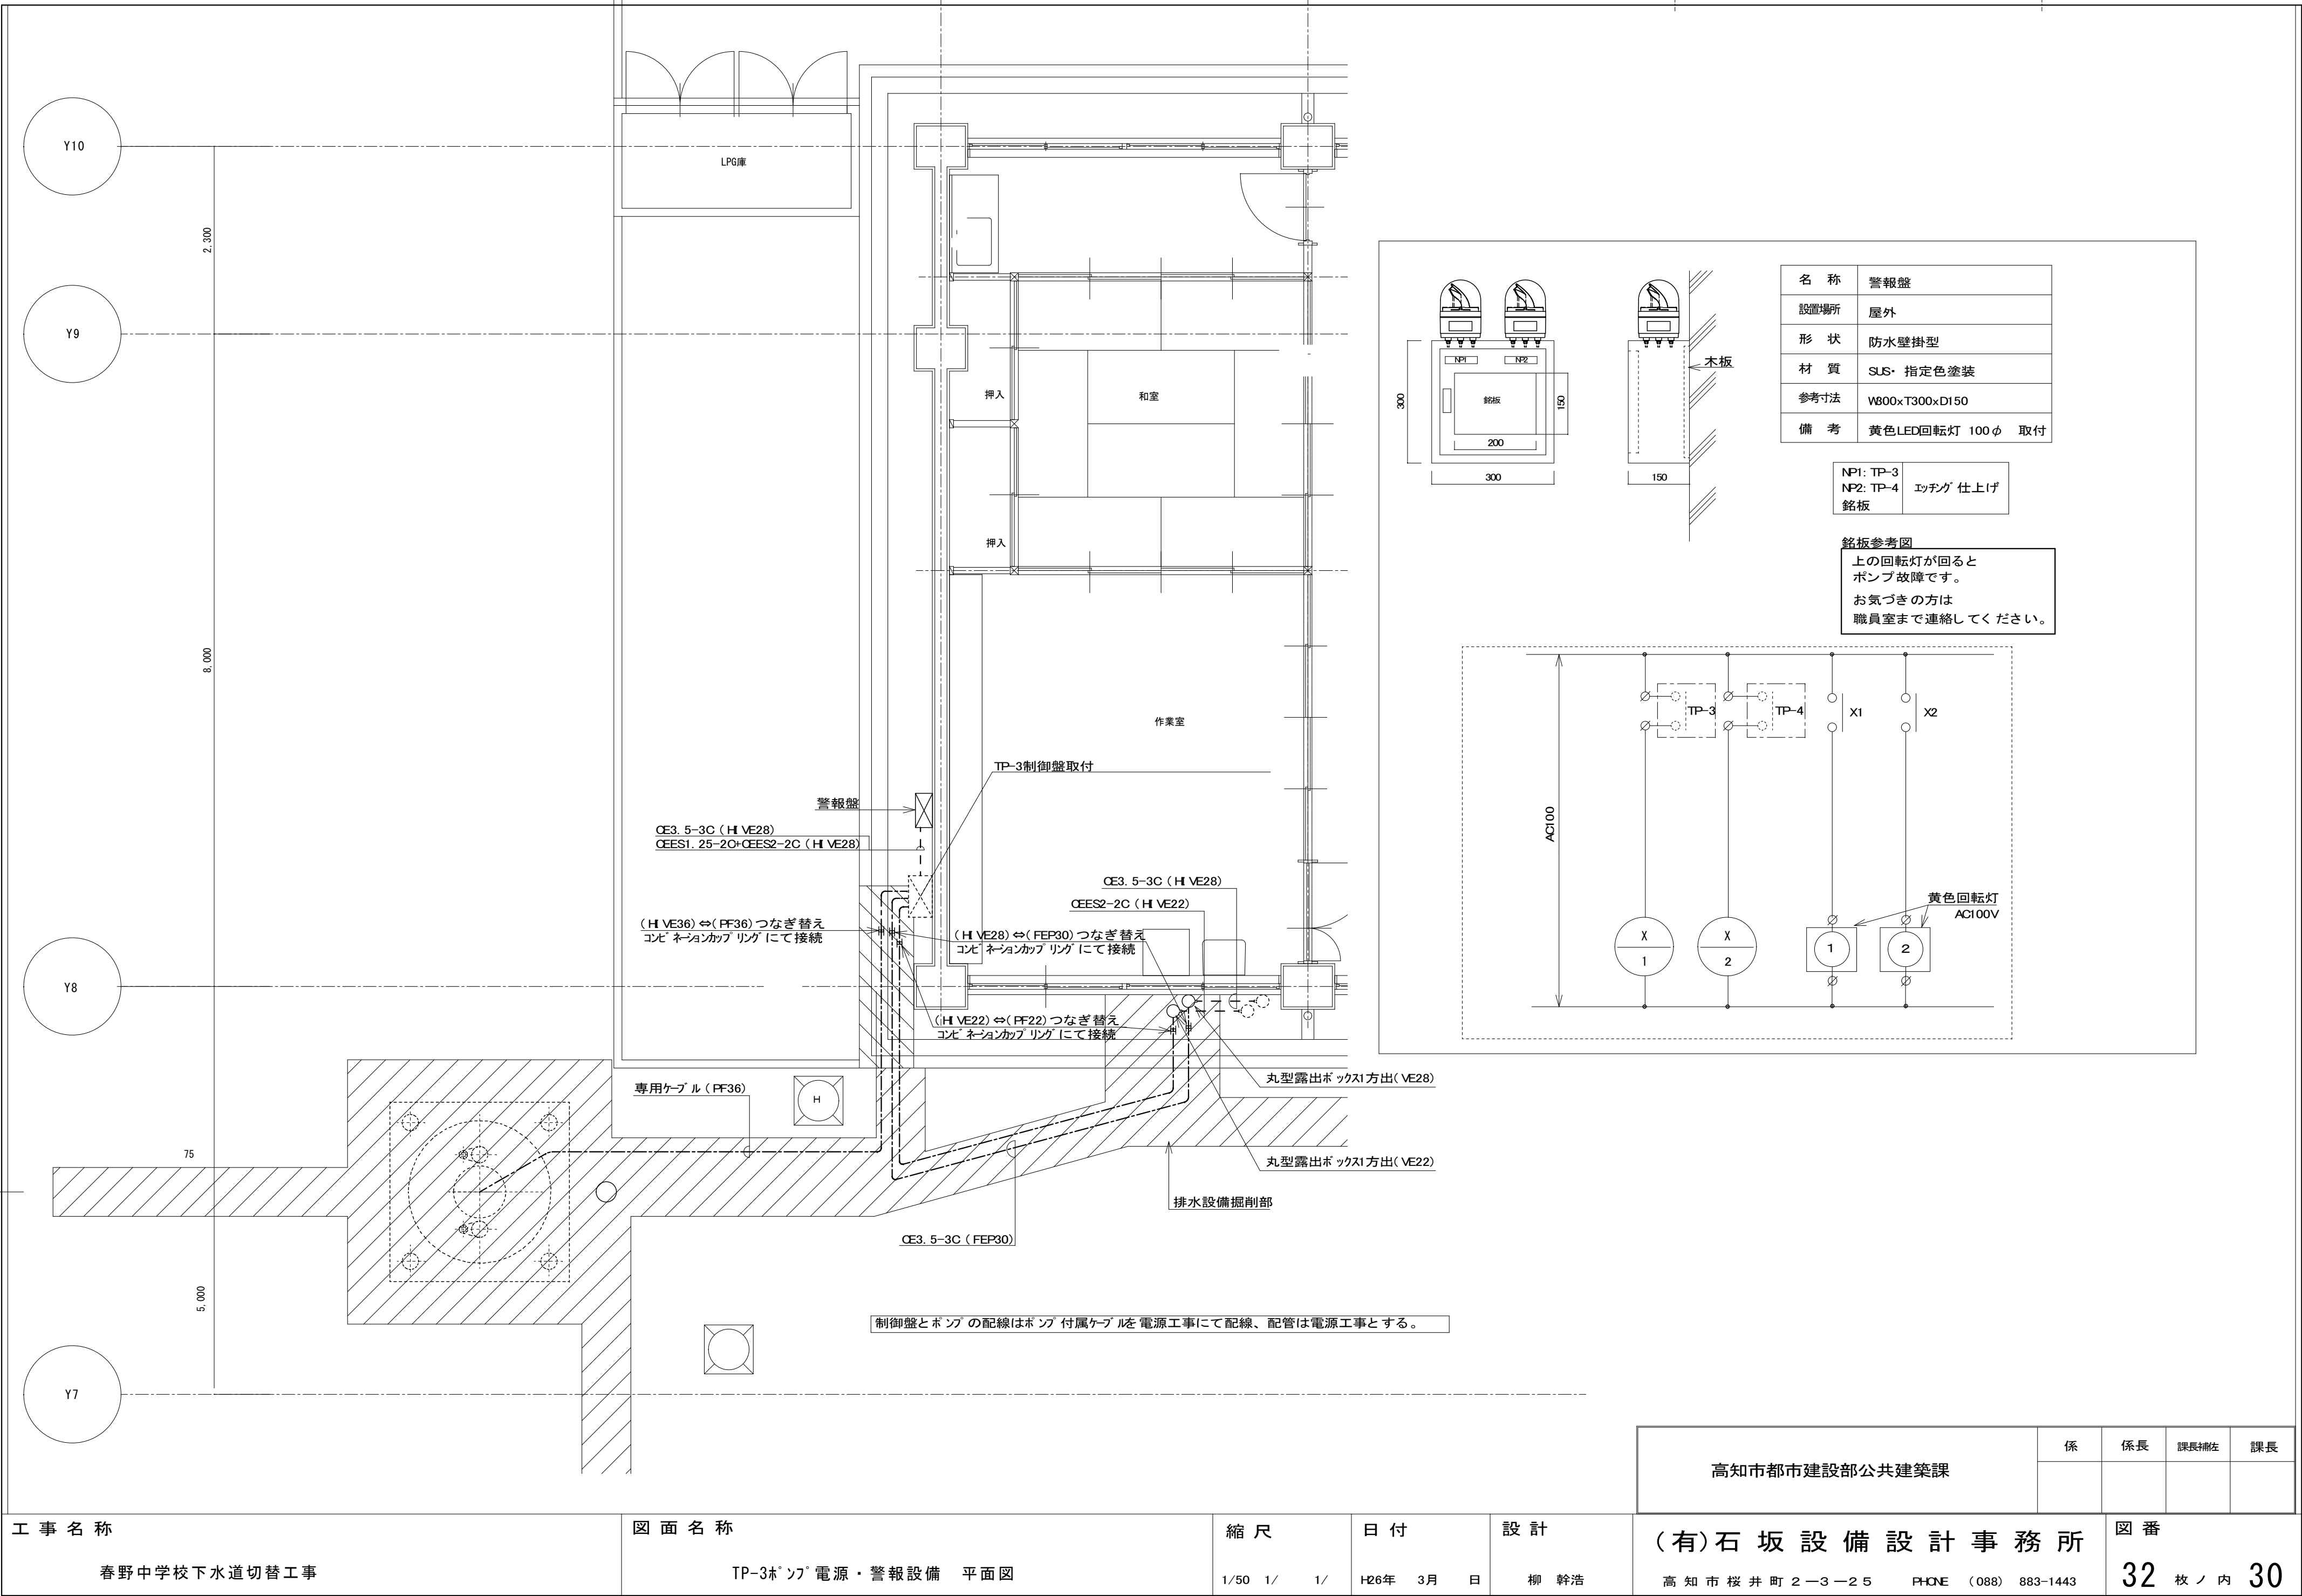 Y10
Y9
Y8
Y7
2,300
8,000
75
5,000
LPG庫
押入
和室
押入
作業室
TP-3制御盤取付
警報盤
CE3.5-3C (HIVE28)
CEES1.25-2C+CEES2-2C (HIVE28)
CE3.5-3C (HIVE28)
CEES2-2C (HIVE22)
(HIVE36)⇔(PF36)つなぎ替え
コンビネーションカップリングにて接続
(HIVE28)⇔(FEP30)つなぎ替え
コンビネーションカップリングにて接続
(HIVE22)⇔(PF22)つなぎ替え
コンビネーションカップリングにて接続
専用ケーブル(PF36)
H
丸型露出ボックス1方出(VE28)
丸型露出ボックス1方出(VE22)
排水設備掘削部
CE3.5-3C (FEP30)
制御盤とポンプの配線はポンプ付属ケーブルを電源工事にて配線、配管は電源工事とする。
NP1
NP2
銘板
300
150
200
300
150
木板
名 称 警報盤
設置場所 屋外
形 状 防水壁掛型
材 質 SUS・指定色塗装
参考寸法 W300xT300xD150
備 考 黄色LED回転灯 100φ 取付
NP1: TP-3
NP2: TP-4 エッチング仕上げ
銘板
銘板参考図
上の回転灯が回ると
ポンプ故障です。
お気づきの方は
職員室まで連絡してください。
TP-3
TP-4
X1
X2
AC100
黄色回転灯
AC100V
X
1
X
2
1
2
高知市都市建設部公共建築課
係 係長 課長補佐 課長
工事名称
春野中学校下水道切替工事
図面名称
TP-3ポンプ電源・警報設備 平面図
縮尺
1/50 1/ 1/
日付
H26年 3月 日
設計
柳 幹浩
(有)石坂設備設計事務所
高知市桜井町2-3-25 PHONE (088) 883-1443
図番
32 枚ノ内 30